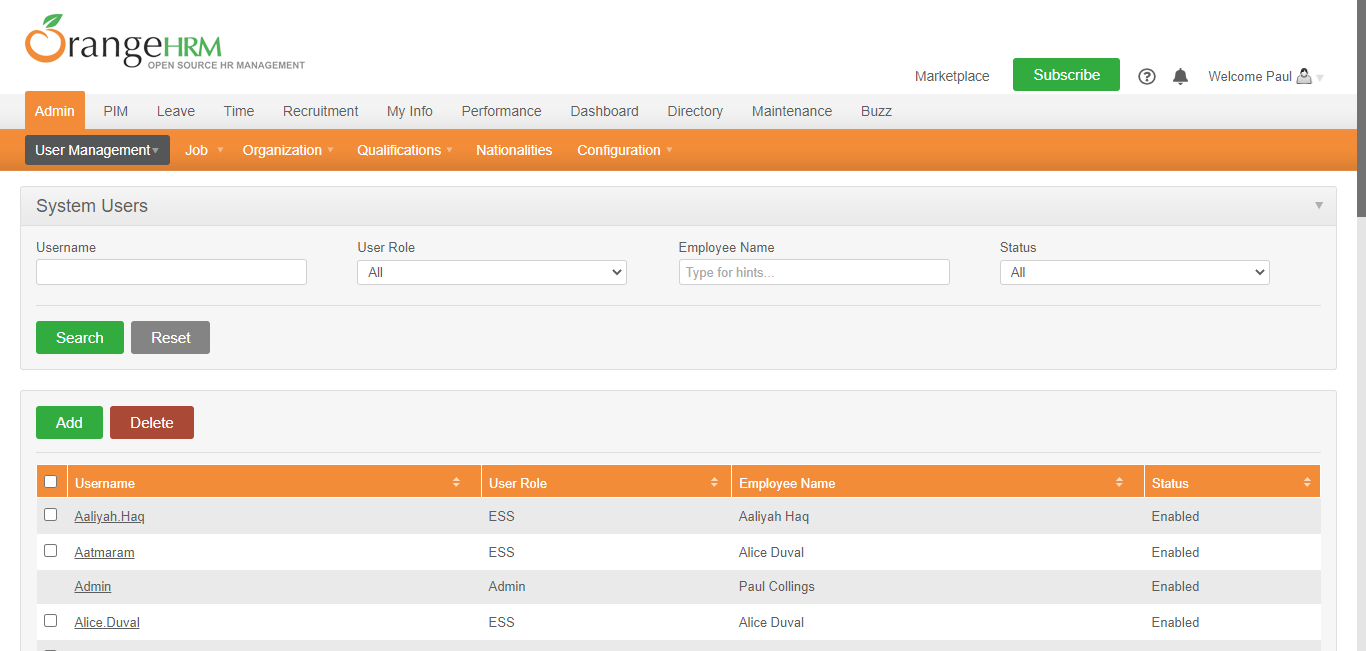 OrangeHRM
OPEN SOURCE HR MANAGEMENT
Marketplace Subscribe Welcome Paul
Admin PIM Leave Time Recruitment My Info Performance Dashboard Directory Maintenance Buzz
User Management Job Organization Qualifications Nationalities Configuration
System Users
Username User Role Employee Name Status
All Type for hints... All
Search Reset
Add Delete
Username User Role Employee Name Status
Aaliyah.Haq ESS Aaliyah Haq Enabled
Aatmaram ESS Alice Duval Enabled
Admin Admin Paul Collings Enabled
Alice.Duval ESS Alice Duval Enabled